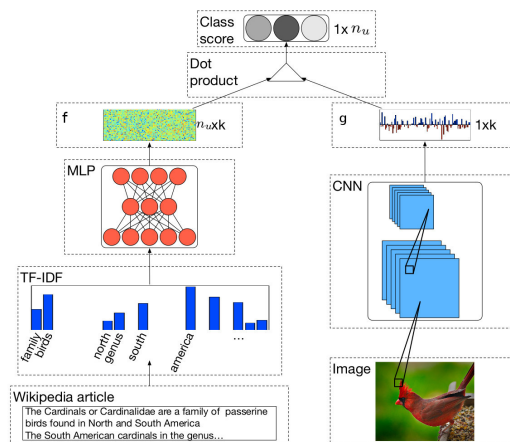 Class
score
1x n_u
Dot
product
f
n_uxk
g
1xk
MLP
CNN
TF-IDF
family
birds
north
genus
south
america
...
Image
Wikipedia article
The Cardinals or Cardinalidae are a family of passerine
birds found in North and South America
The South American cardinals in the genus...